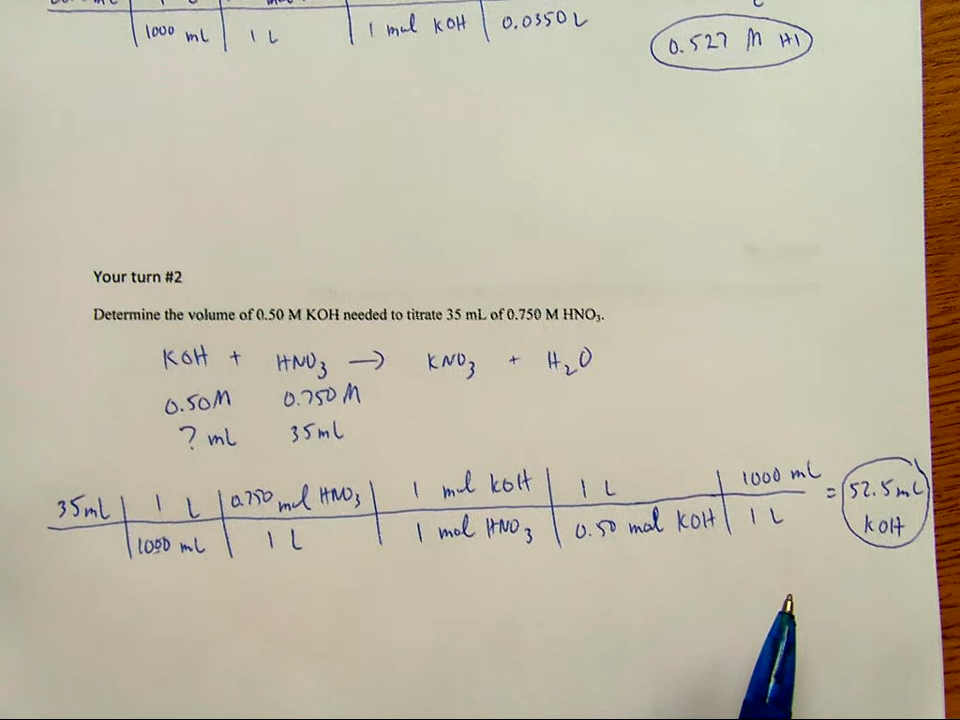 1000 mL 1 L 1 mol KOH 0.0350 L
0.527 M HI
Your turn #2
Determine the volume of 0.50 M KOH needed to titrate 35 mL of 0.750 M HNO₃.
KOH + HNO₃ → KNO₃ + H₂O
0.50M 0.750 M
? mL 35mL
35mL 1 L 0.750 mol HNO₃ 1 mol KOH 1 L 1000 mL = 52.5mL
1000 mL 1 L 1 mol HNO₃ 0.50 mol KOH 1 L KOH